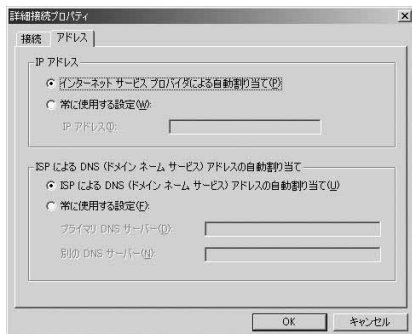 詳細接続プロパティ
接続 アドレス
IP アドレス
インターネット サービス プロバイダによる自動割り当て(P)
常に使用する設定(W):
IP アドレス(I):
ISP による DNS (ドメイン ネーム サービス) アドレスの自動割り当て
ISP による DNS (ドメイン ネーム サービス) アドレスの自動割り当て(U)
常に使用する設定(F):
プライマリ DNS サーバー(D):
別の DNS サーバー(N):
OK キャンセル